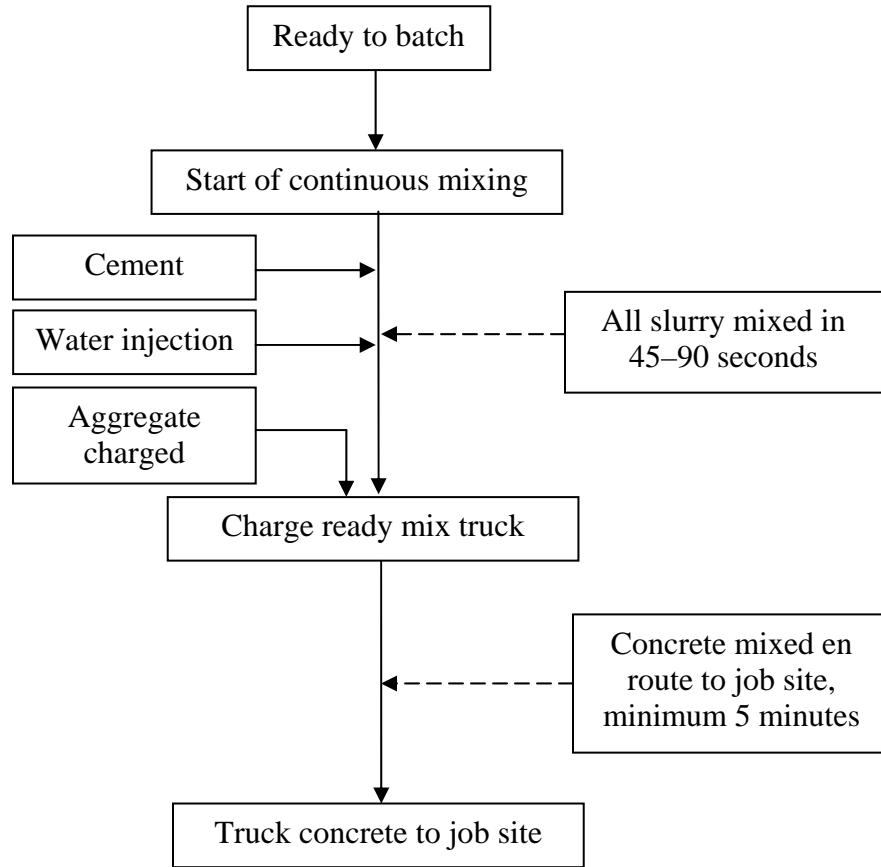 Ready to batch
Start of continuous mixing
Cement
Water injection
All slurry mixed in
45–90 seconds
Aggregate
charged
Charge ready mix truck
Concrete mixed en
route to job site,
minimum 5 minutes
Truck concrete to job site